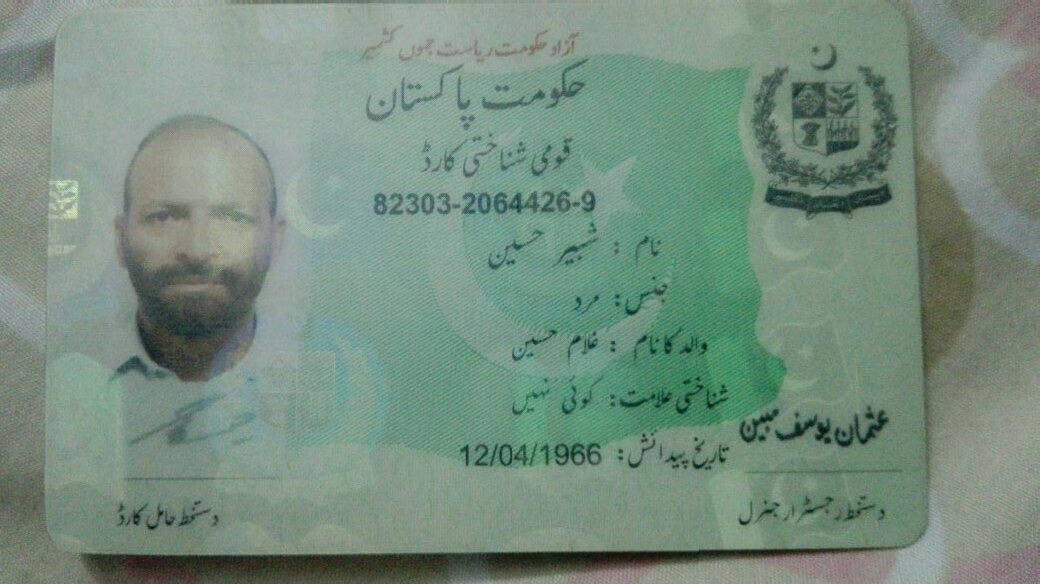 آزاد حکومت ریاست جموں کشمیر
حکومت پاکستان
قومی شناختی کارڈ
82303-2064426-9
نام : شبیر حسین
جنس: مرد
والد کا نام : غلام حسین
شناختی علامت: کوئی نہیں
تاریخ پیدائش: 12/04/1966
عثمان یوسف مبین
دستخط رجسٹرار جنرل
دستخط حامل کارڈ